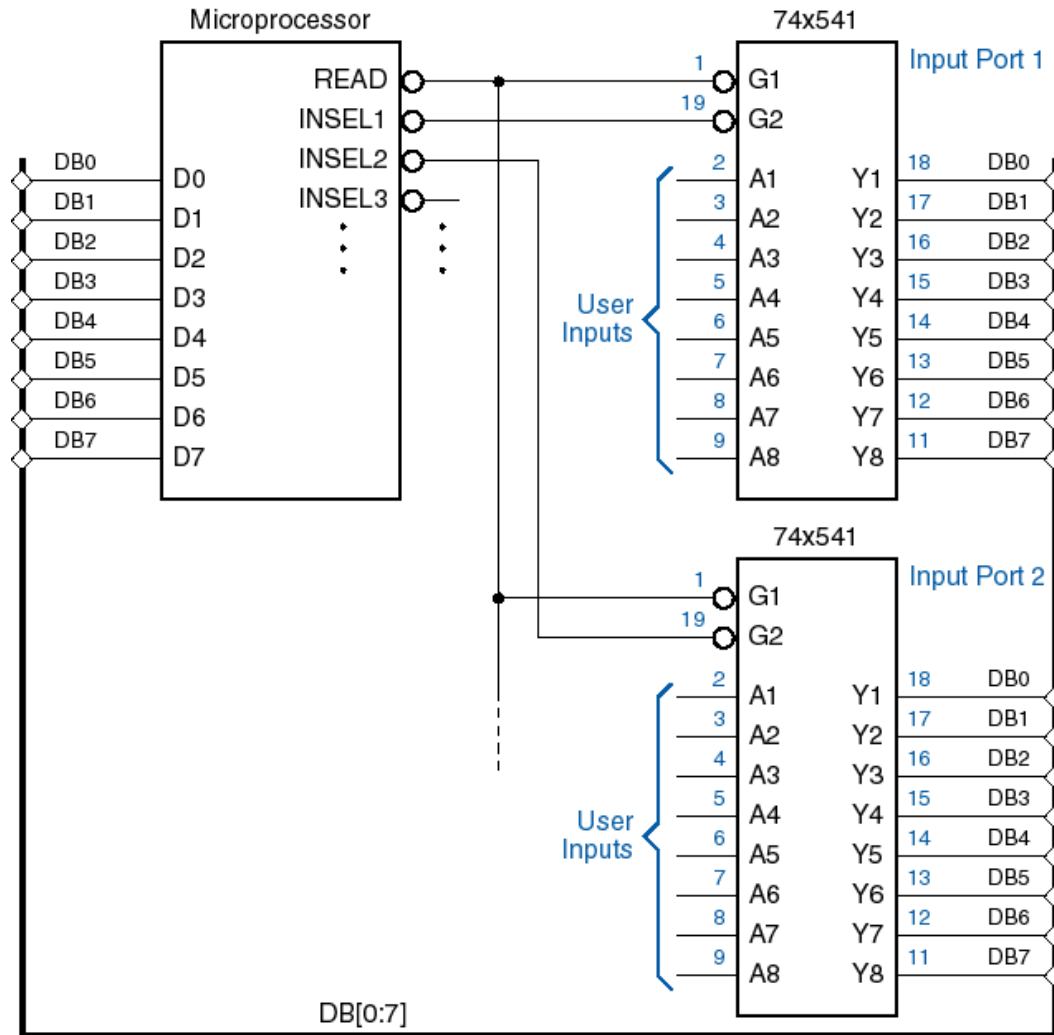 Microprocessor
READ
INSEL1
INSEL2
INSEL3
DB0 D0
DB1 D1
DB2 D2
DB3 D3
DB4 D4
DB5 D5
DB6 D6
DB7 D7
74x541
Input Port 1
1 G1
19 G2
User
Inputs
2 A1 Y1 18 DB0
3 A2 Y2 17 DB1
4 A3 Y3 16 DB2
5 A4 Y4 15 DB3
6 A5 Y5 14 DB4
7 A6 Y6 13 DB5
8 A7 Y7 12 DB6
9 A8 Y8 11 DB7
74x541
Input Port 2
1 G1
19 G2
User
Inputs
2 A1 Y1 18 DB0
3 A2 Y2 17 DB1
4 A3 Y3 16 DB2
5 A4 Y4 15 DB3
6 A5 Y5 14 DB4
7 A6 Y6 13 DB5
8 A7 Y7 12 DB6
9 A8 Y8 11 DB7
DB[0:7]